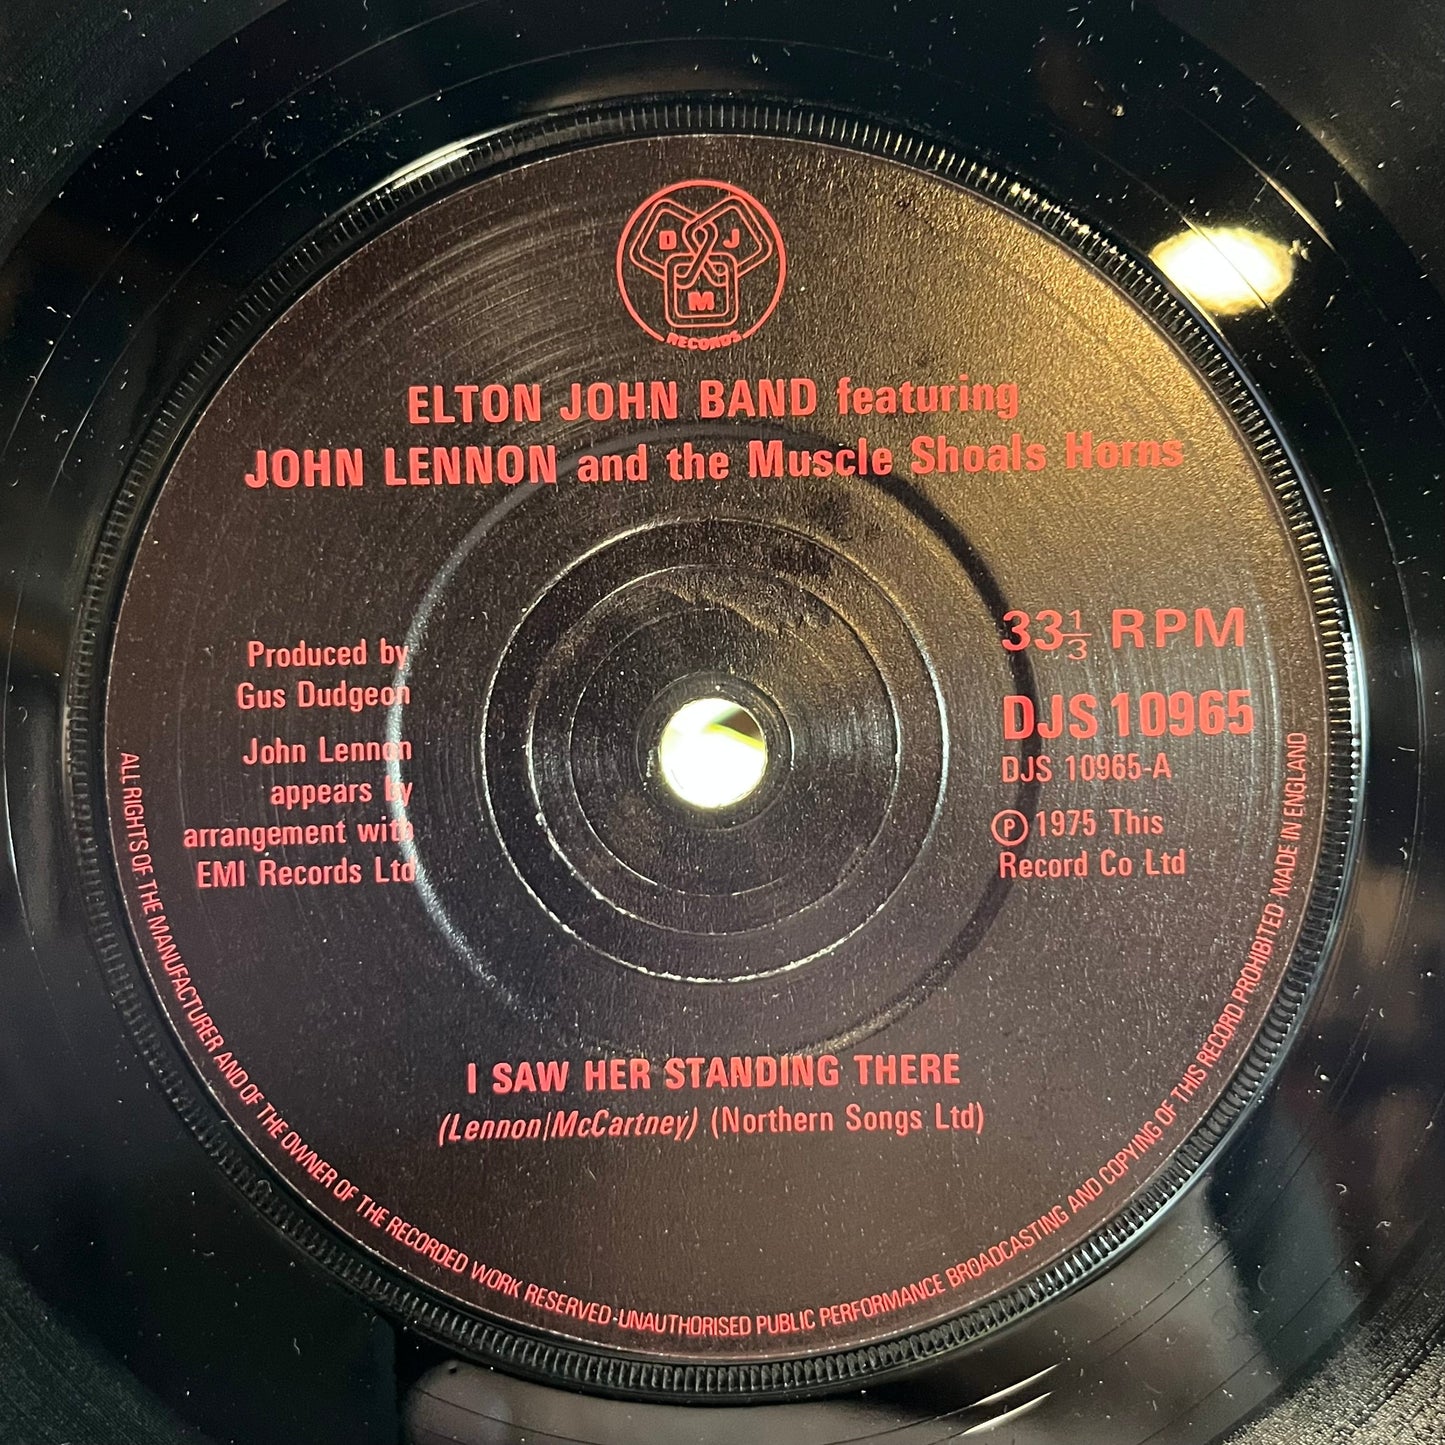 D J
M
RECORDS
ELTON JOHN BAND featuring
JOHN LENNON and the Muscle Shoals Horns
Produced by
Gus Dudgeon
John Lennon
appears by
arrangement with
EMI Records Ltd
33⅓ RPM
DJS 10965
DJS 10965-A
℗ 1975 This
Record Co Ltd
I SAW HER STANDING THERE
(Lennon/McCartney) (Northern Songs Ltd)
ALL RIGHTS OF THE MANUFACTURER AND OF THE OWNER OF THE RECORDED WORK RESERVED-UNAUTHORISED PUBLIC PERFORMANCE BROADCASTING AND COPYING OF THIS RECORD PROHIBITED MADE IN ENGLAND